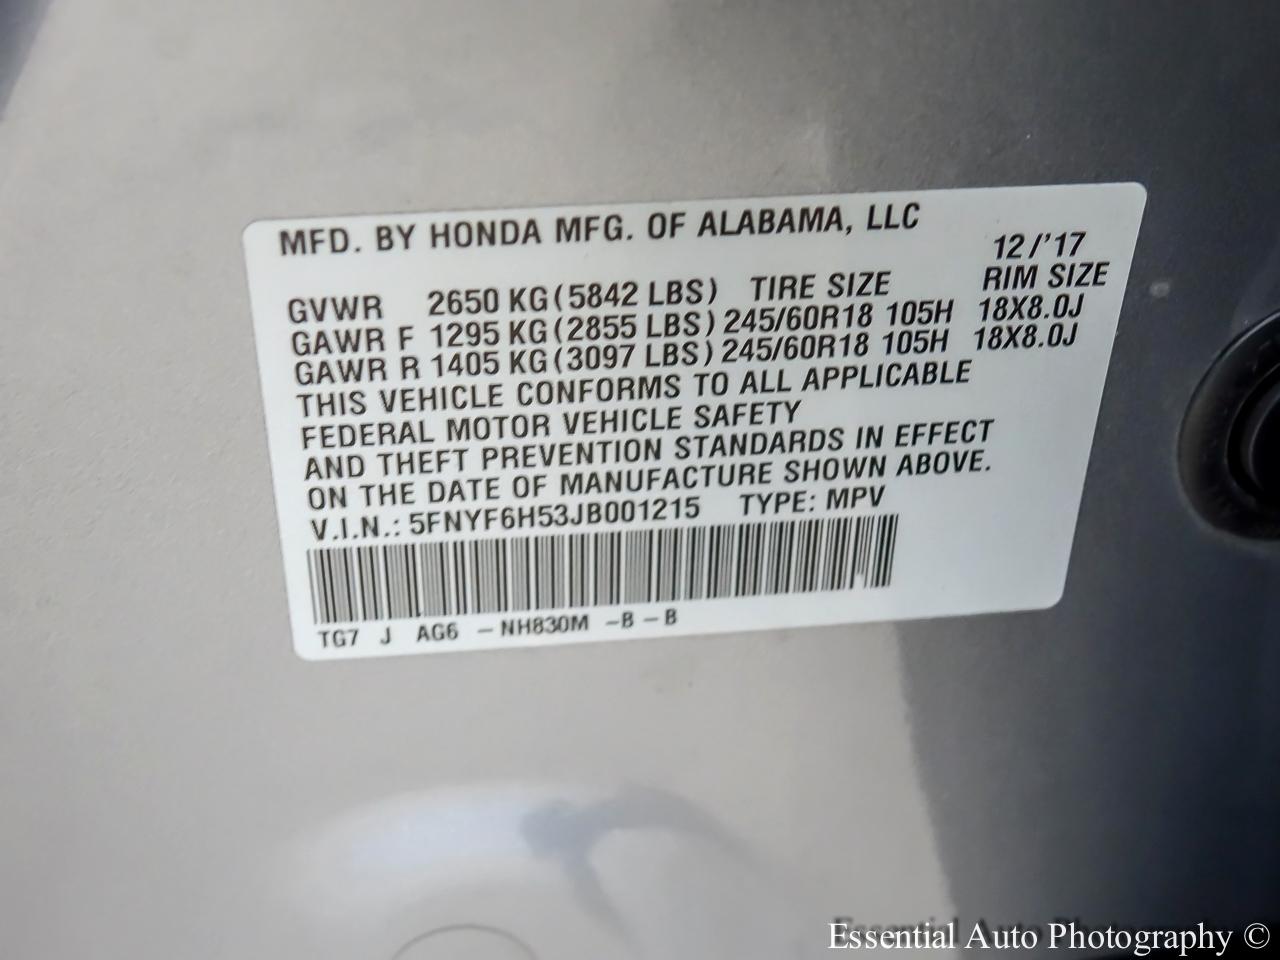 MFD. BY HONDA MFG. OF ALABAMA, LLC
12/'17
GVWR 2650 KG(5842 LBS) TIRE SIZE RIM SIZE
GAWR F 1295 KG(2855 LBS) 245/60R18 105H 18X8.0J
GAWR R 1405 KG(3097 LBS) 245/60R18 105H 18X8.0J
THIS VEHICLE CONFORMS TO ALL APPLICABLE
FEDERAL MOTOR VEHICLE SAFETY
AND THEFT PREVENTION STANDARDS IN EFFECT
ON THE DATE OF MANUFACTURE SHOWN ABOVE.
V.I.N.: 5FNYF6H53JB001215 TYPE: MPV
TG7 J AG6 -NH830M -B-B
Essential Auto Photography ©